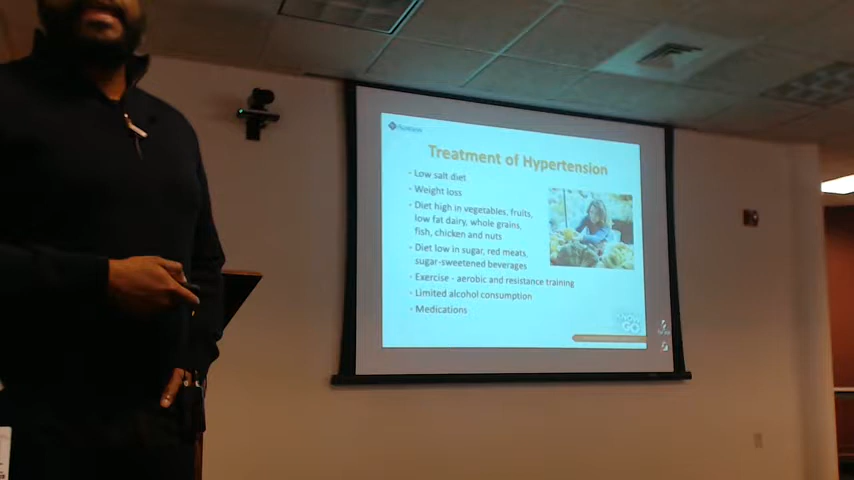 Treatment of Hypertension
- Low salt diet
- Weight loss
- Diet high in vegetables, fruits,
low fat dairy, whole grains,
fish, chicken and nuts
- Diet low in sugar, red meats,
sugar-sweetened beverages
- Exercise - aerobic and resistance training
- Limited alcohol consumption
- Medications
KNOW
GO